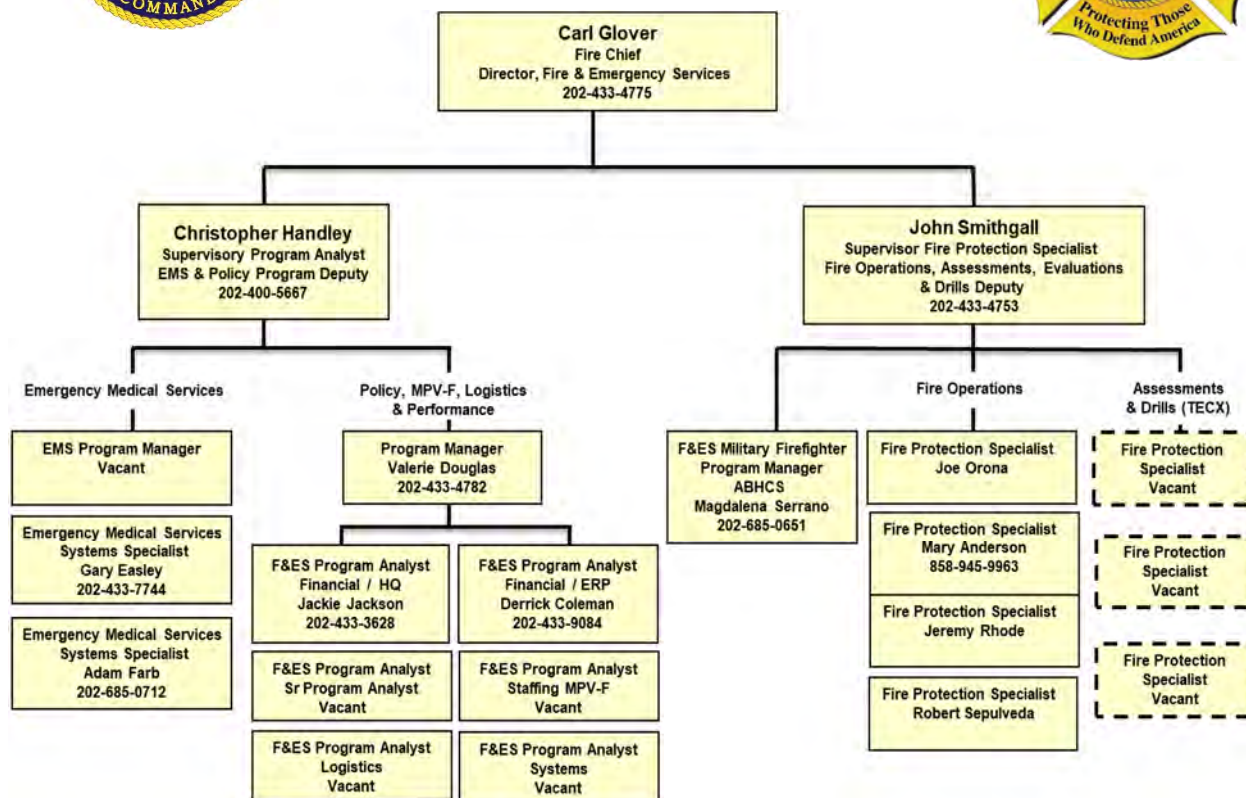 COMMAND
Protecting Those
Who Defend America
Carl Glover
Fire Chief
Director, Fire & Emergency Services
202-433-4775
Christopher Handley
Supervisory Program Analyst
EMS & Policy Program Deputy
202-400-5667
John Smithgall
Supervisor Fire Protection Specialist
Fire Operations, Assessments, Evaluations
& Drills Deputy
202-433-4753
Emergency Medical Services
EMS Program Manager
Vacant
Emergency Medical Services
Systems Specialist
Gary Easley
202-433-7744
Emergency Medical Services
Systems Specialist
Adam Farb
202-685-0712
Policy, MPV-F, Logistics
& Performance
Program Manager
Valerie Douglas
202-433-4782
F&ES Program Analyst
Financial / HQ
Jackie Jackson
202-433-3628
F&ES Program Analyst
Sr Program Analyst
Vacant
F&ES Program Analyst
Logistics
Vacant
F&ES Program Analyst
Financial / ERP
Derrick Coleman
202-433-9084
F&ES Program Analyst
Staffing MPV-F
Vacant
F&ES Program Analyst
Systems
Vacant
F&ES Military Firefighter
Program Manager
ABHCS
Magdalena Serrano
202-685-0651
Fire Operations
Fire Protection Specialist
Joe Orona
Fire Protection Specialist
Mary Anderson
858-945-9963
Fire Protection Specialist
Jeremy Rhode
Fire Protection Specialist
Robert Sepulveda
Assessments
& Drills (TECX)
Fire Protection
Specialist
Vacant
Fire Protection
Specialist
Vacant
Fire Protection
Specialist
Vacant